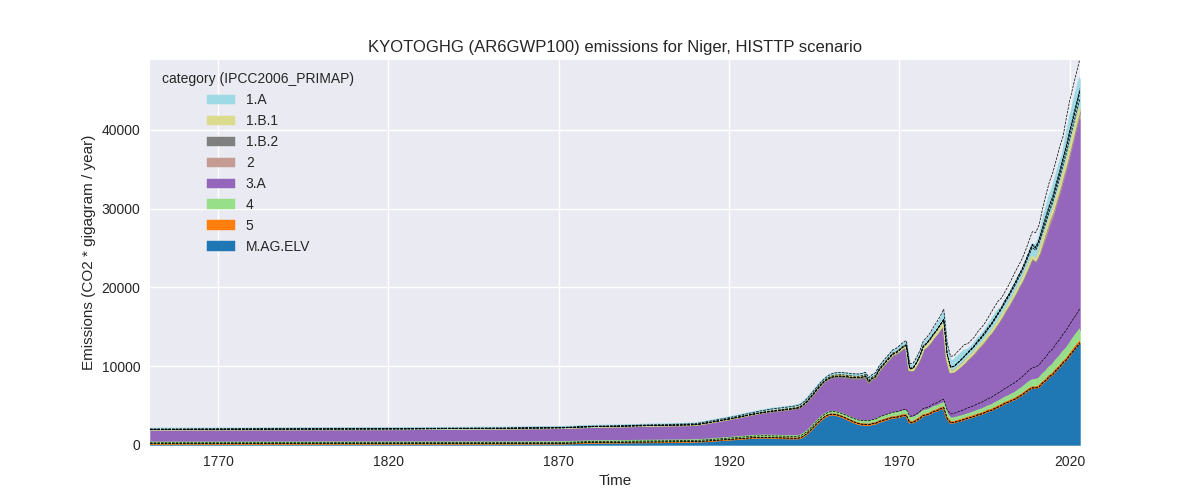 KYOTOGHG (AR6GWP100) emissions for Niger, HISTTP scenario
category (IPCC2006_PRIMAP)
1.A
1.B.1
1.B.2
2
3.A
4
5
M.AG.ELV
Emissions (CO2 * gigagram / year)
40000
30000
20000
10000
0
1770
1820
1870
1920
1970
2020
Time